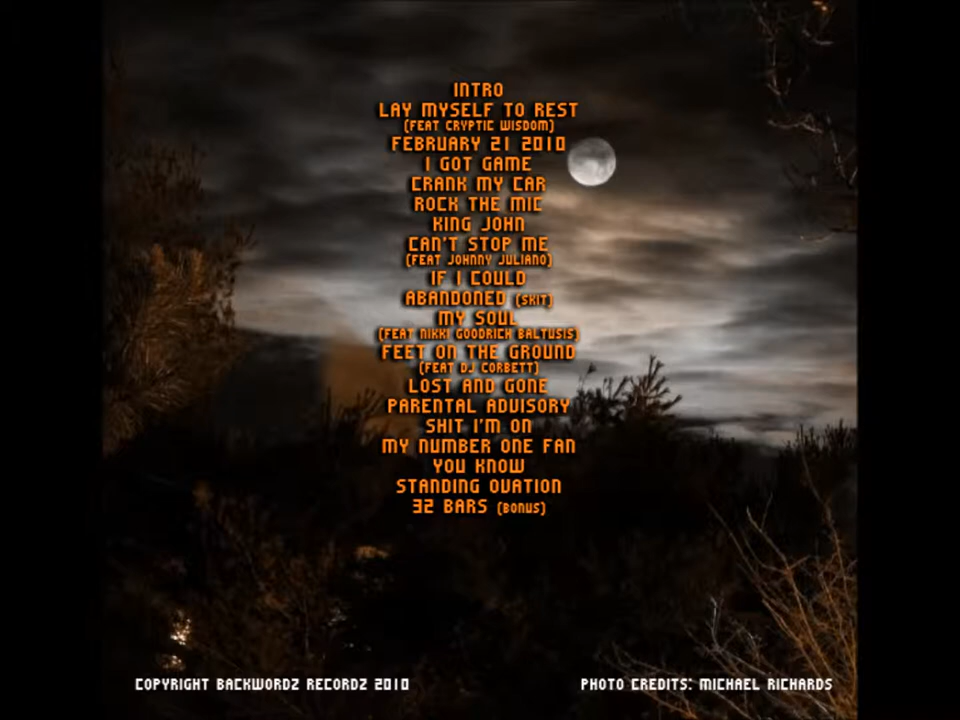 INTRO
LAY MYSELF TO REST
(FEAT CRYPTIC WISDOM)
FEBRUARY 21 2010
I GOT GAME
CRANK MY CAR
ROCK THE MIC
KING JOHN
CAN'T STOP ME
(FEAT JOHNNY JULIANO)
IF I COULD
ABANDONED (SKIT)
MY SOUL
(FEAT NIKKI GOODRICH BALTUSIS)
FEET ON THE GROUND
(FEAT DJ CORBETT)
LOST AND GONE
PARENTAL ADVISORY
SHIT I'M ON
MY NUMBER ONE FAN
YOU KNOW
STANDING OVATION
32 BARS (BONUS)
COPYRIGHT BACKWORDZ RECORDZ 2010
PHOTO CREDITS: MICHAEL RICHARDS